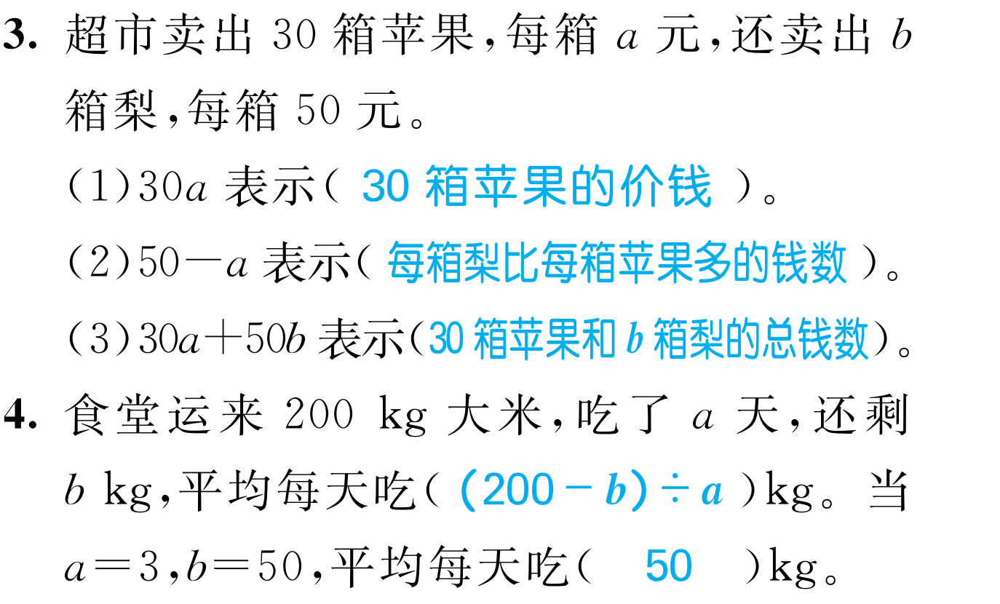 3. 超市卖出 30 箱苹果,每箱 a 元,还卖出 b
箱梨,每箱 50 元。
(1)30a 表示( 30 箱苹果的价钱 )。
(2)50-a 表示( 每箱梨比每箱苹果多的钱数 )。
(3)30a+50b 表示(30 箱苹果和 b 箱梨的总钱数)。
4. 食堂运来 200 kg 大米,吃了 a 天,还剩
b kg,平均每天吃( (200-b)÷a )kg。当
a=3,b=50,平均每天吃( 50 )kg。